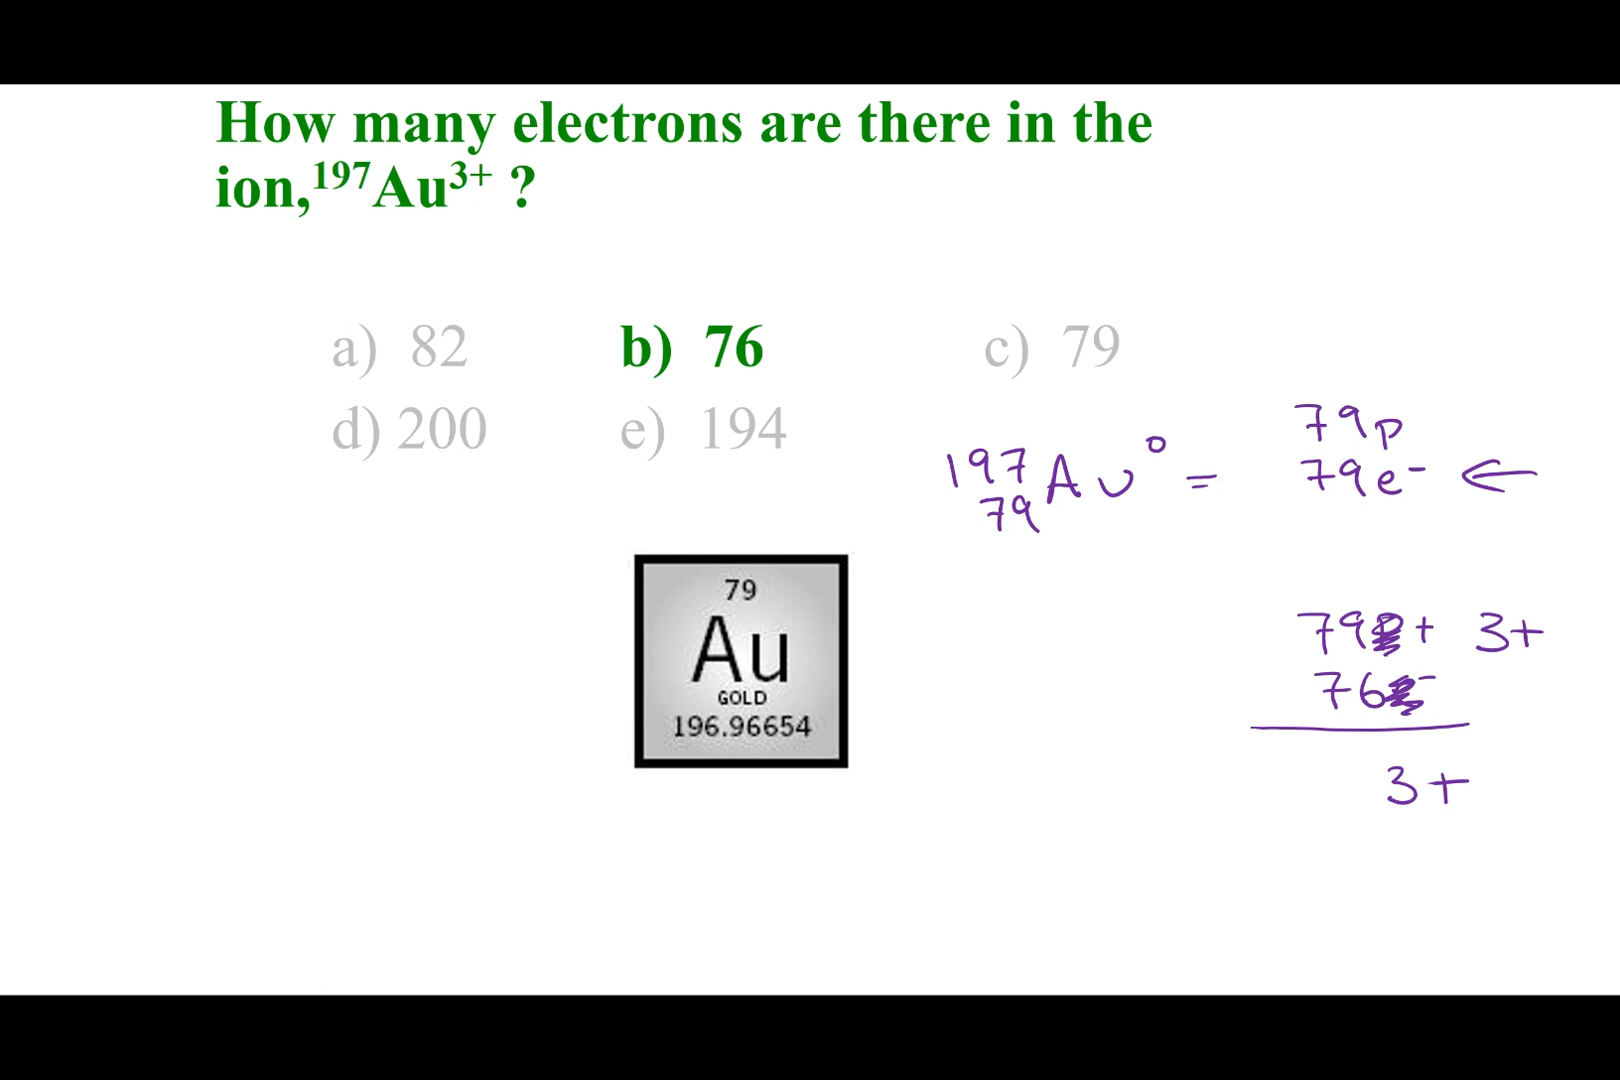 How many electrons are there in the
ion,¹⁹⁷Au³⁺ ?
a) 82 b) 76 c) 79
d) 200 e) 194
¹⁹⁷₇₉Au⁰ = 79p
79e⁻ ⇐
79
Au
GOLD
196.96654
79+ 3+
76⁻
3+